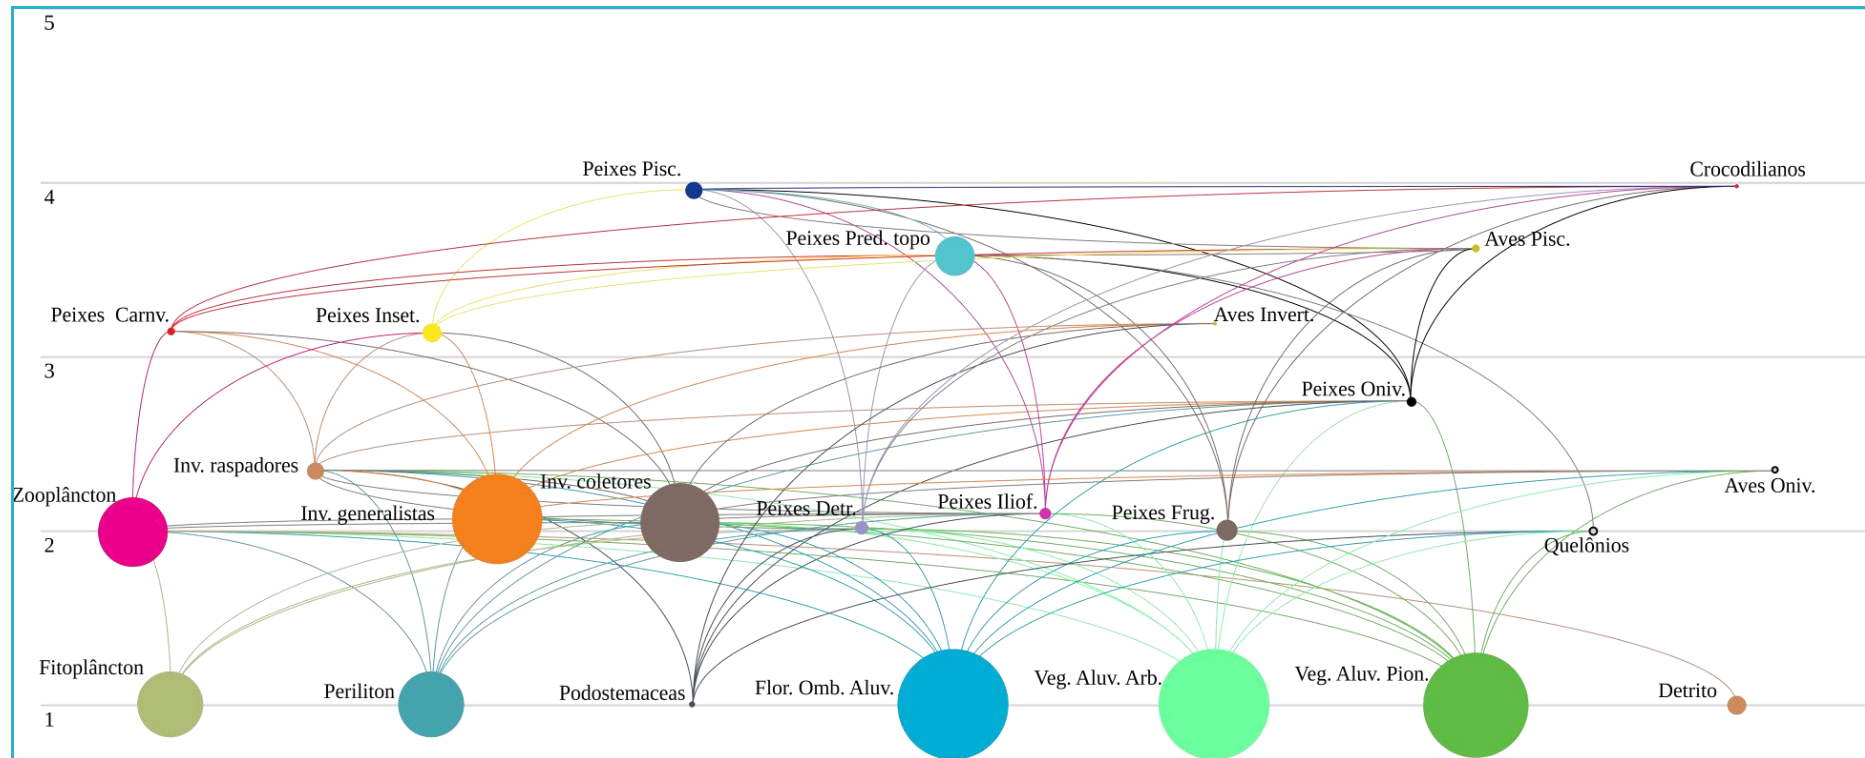 5
Peixes Pisc.
Crocodilianos
4
Peixes Pred. topo
Aves Pisc.
Peixes Carnv.
Peixes Inset.
Aves Invert.
3
Peixes Oniv.
Inv. raspadores
Inv. coletores
Aves Oniv.
Zooplâncton
Inv. generalistas
Peixes Detr.
Peixes Iliof.
Peixes Frug.
2
Quelônios
Fitoplâncton
Periliton
Podostemaceas
Flor. Omb. Aluv.
Veg. Aluv. Arb.
Veg. Aluv. Pion.
Detrito
1